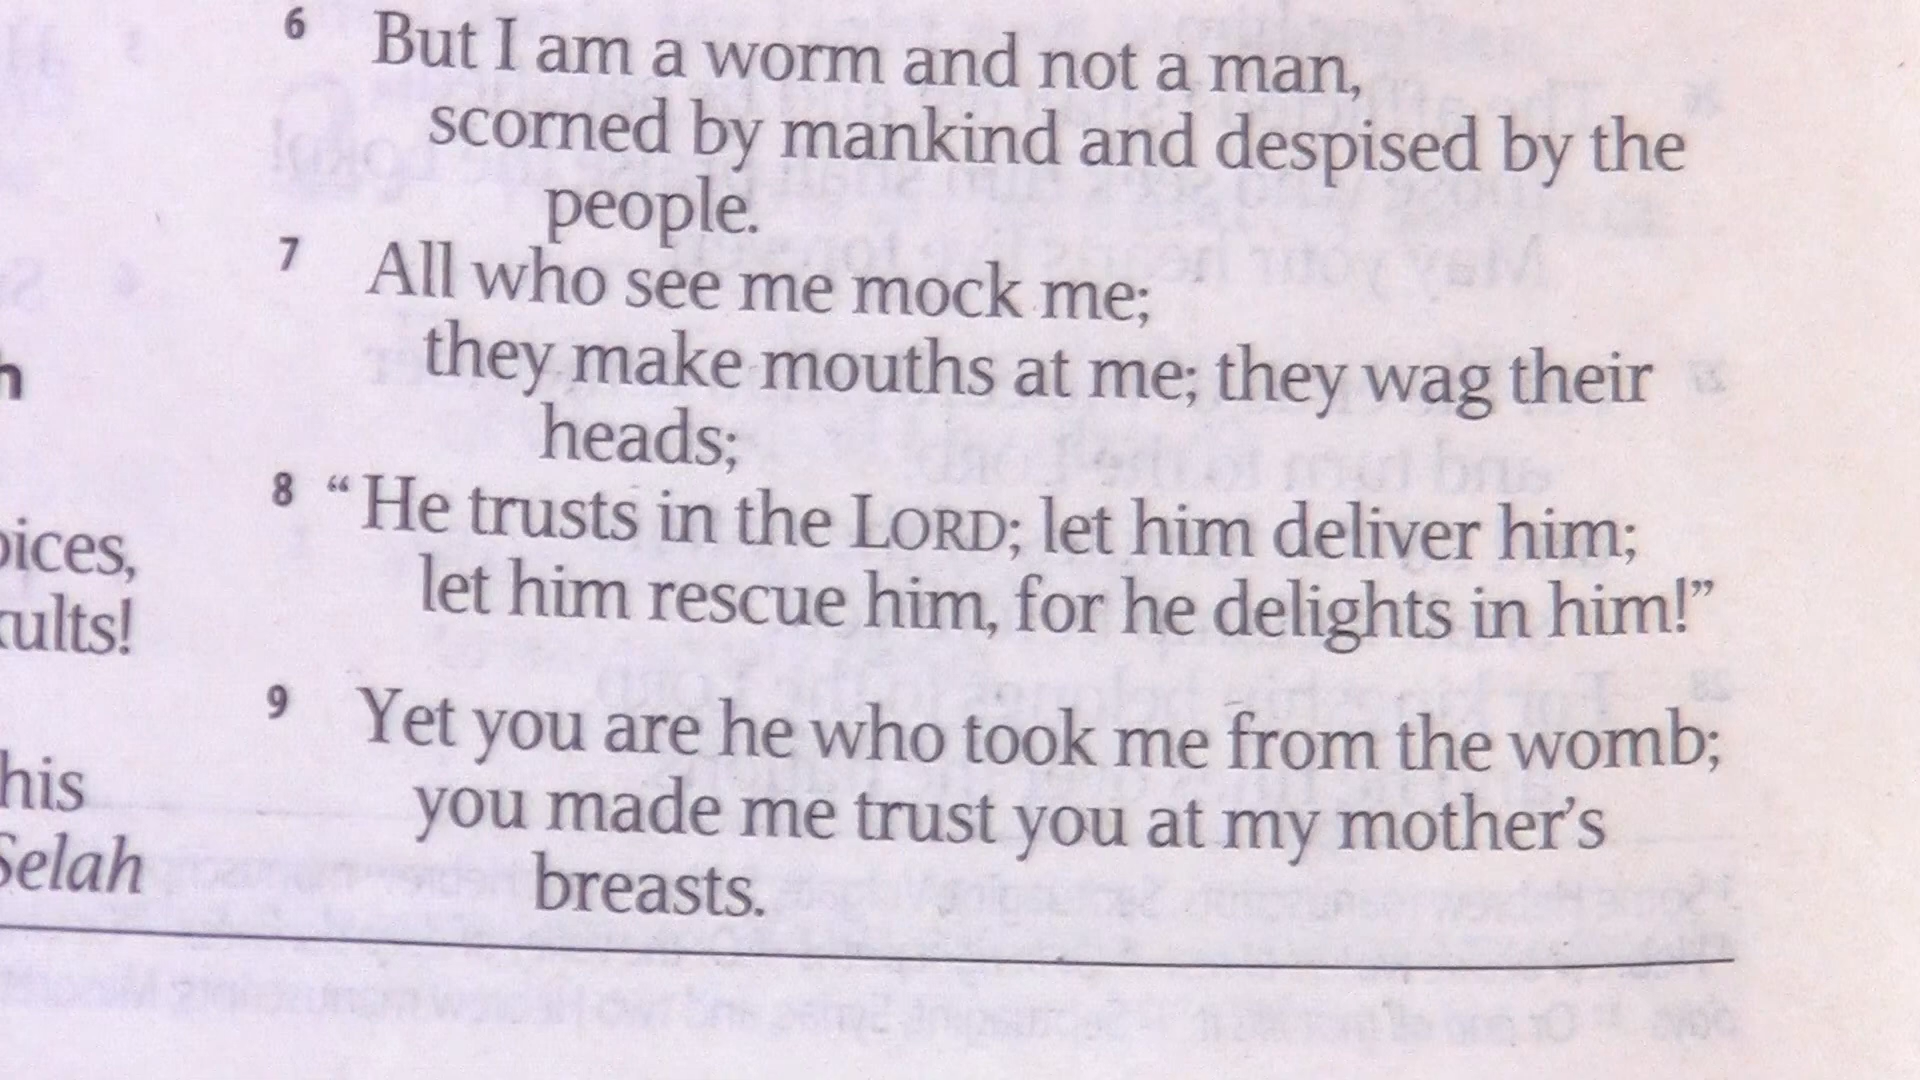 ults!
his
Selah
6 But I am a worm and not a man,
scorned by mankind and despised by the
people.
7 All who see me mock me;
they make mouths at me; they wag their
heads;
8 “He trusts in the LORD; let him deliver him;
let him rescue him, for he delights in him!”
9 Yet you are he who took me from the womb;
you made me trust you at my mother’s
breasts.